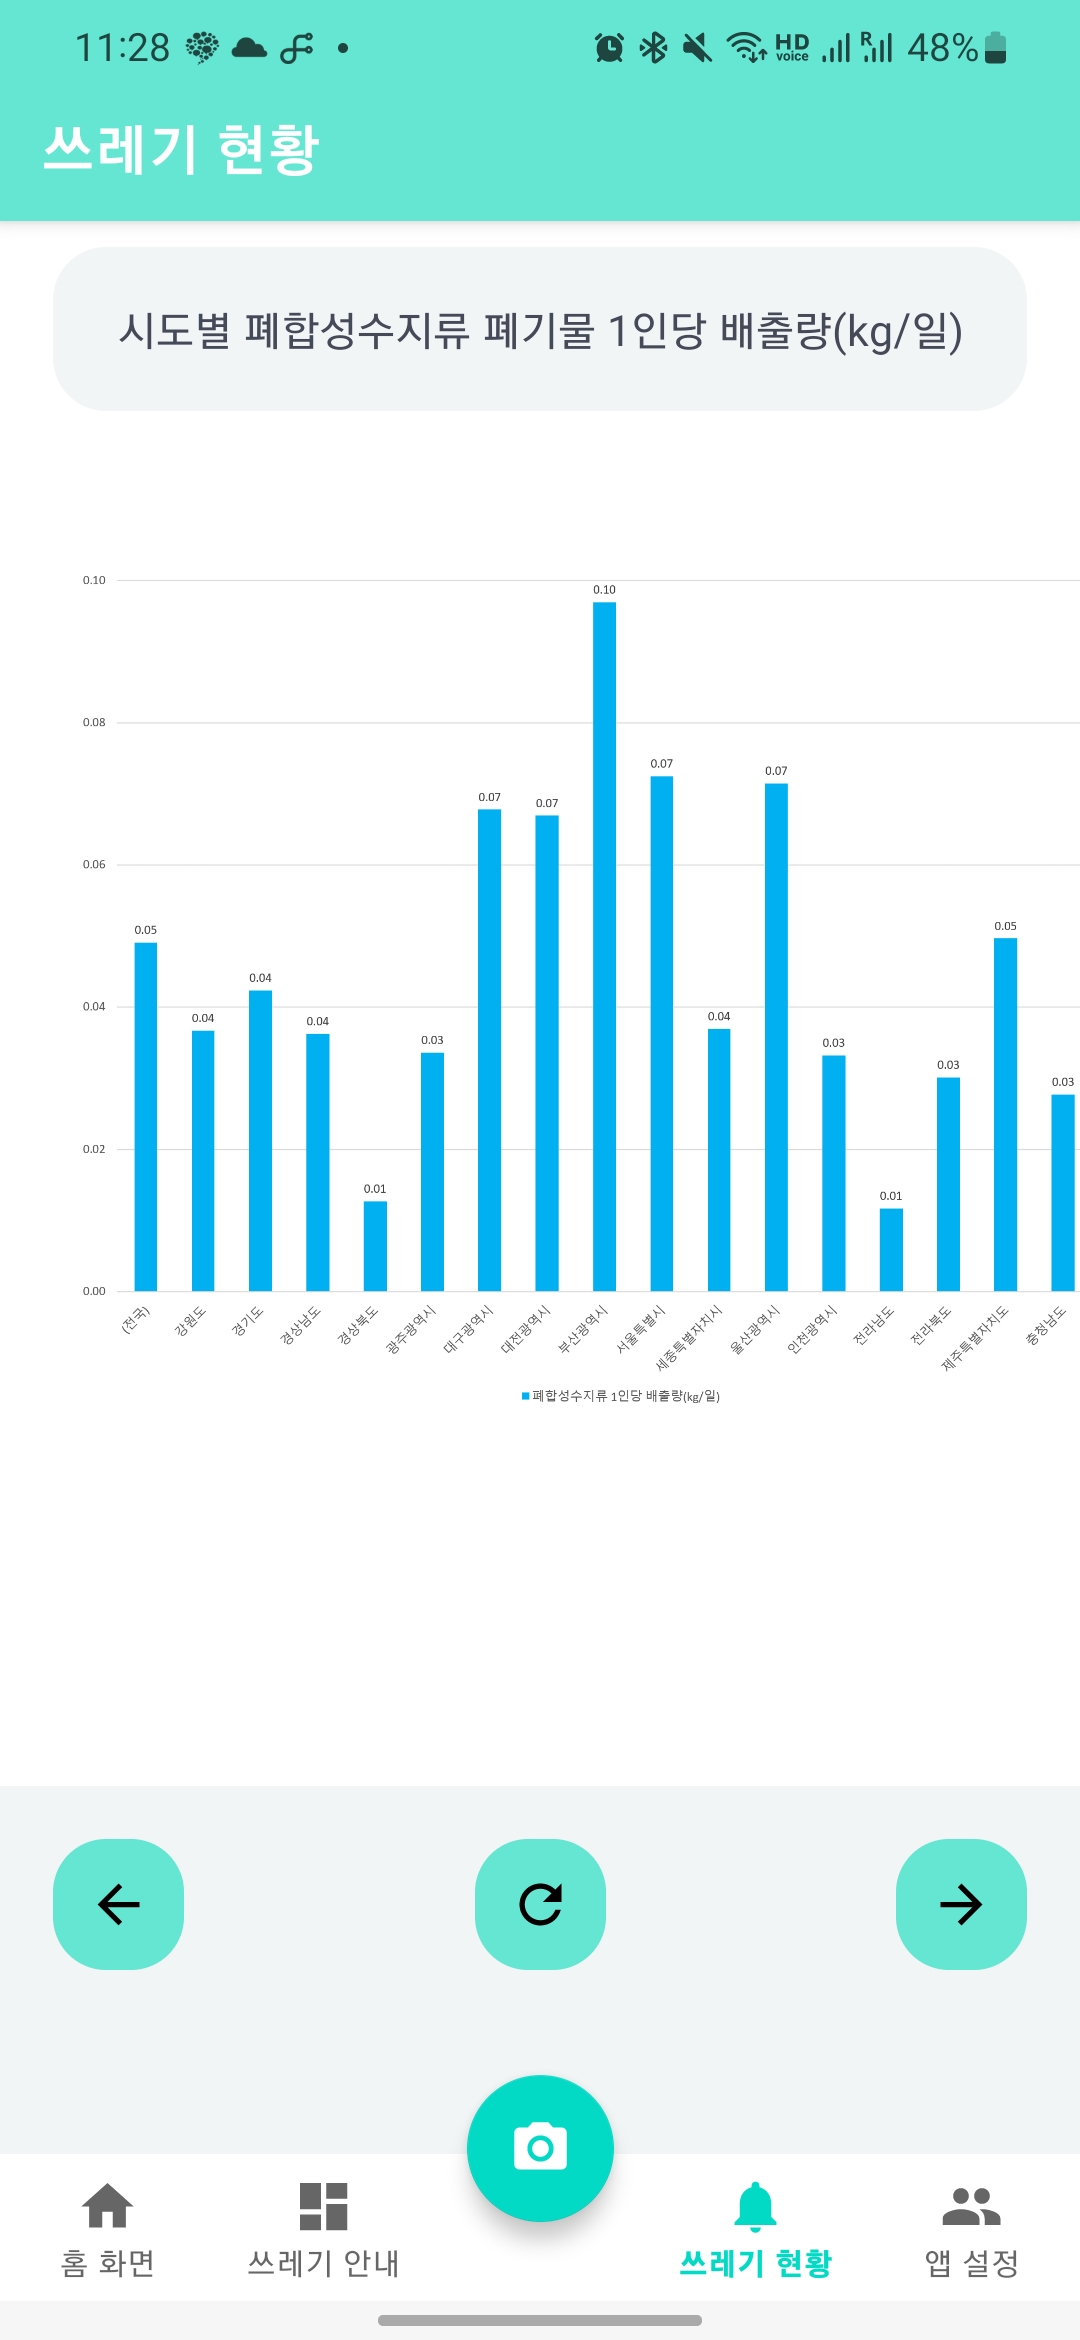 11:28 HD voice R 48%
쓰레기 현황
시도별 폐합성수지류 폐기물 1인당 배출량(kg/일)
0.10
0.08
0.06
0.04
0.02
0.00
0.05 0.04 0.04 0.04 0.01 0.03 0.07 0.07 0.10 0.07 0.04 0.07 0.03 0.01 0.03 0.05 0.03
(전국) 강원도 경기도 경상남도 경상북도 광주광역시 대구광역시 대전광역시 부산광역시 서울특별시 세종특별자치시 울산광역시 인천광역시 전라남도 전라북도 제주특별자치도 충청남도
폐합성수지류 1인당 배출량(kg/일)
홈 화면 쓰레기 안내 쓰레기 현황 앱 설정